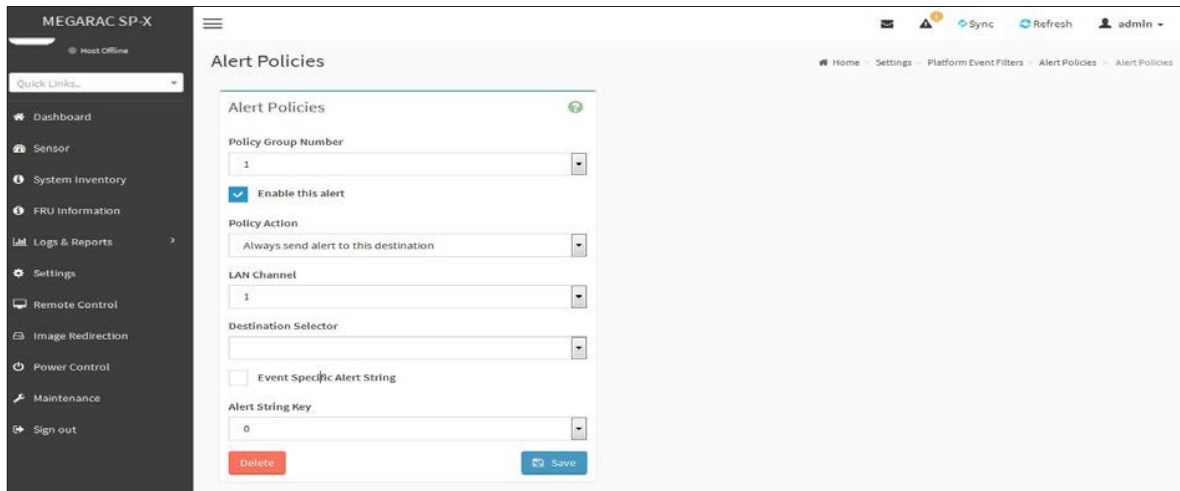 MEGARAC SP-X
Host Offline
Quick Links...
Dashboard
Sensor
System Inventory
FRU Information
Logs & Reports
Settings
Remote Control
Image Redirection
Power Control
Maintenance
Sign out
Sync
Refresh
admin
Alert Policies
Home
Settings
Platform Event Filters
Alert Policies
Alert Policies
Alert Policies
Policy Group Number
1
Enable this alert
Policy Action
Always send alert to this destination
LAN Channel
1
Destination Selector
Event Specific Alert String
Alert String Key
0
Delete
Save